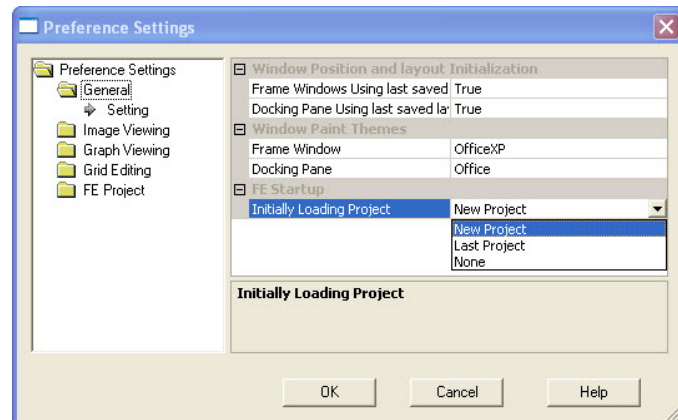 Preference Settings
Preference Settings
General
Setting
Image Viewing
Graph Viewing
Grid Editing
FE Project
Window Position and layout Initialization
Frame Windows Using last saved True
Docking Pane Using last saved la True
Window Paint Themes
Frame Window OfficeXP
Docking Pane Office
FE Startup
Initially Loading Project New Project
New Project
Last Project
None
Initially Loading Project
OK Cancel Help